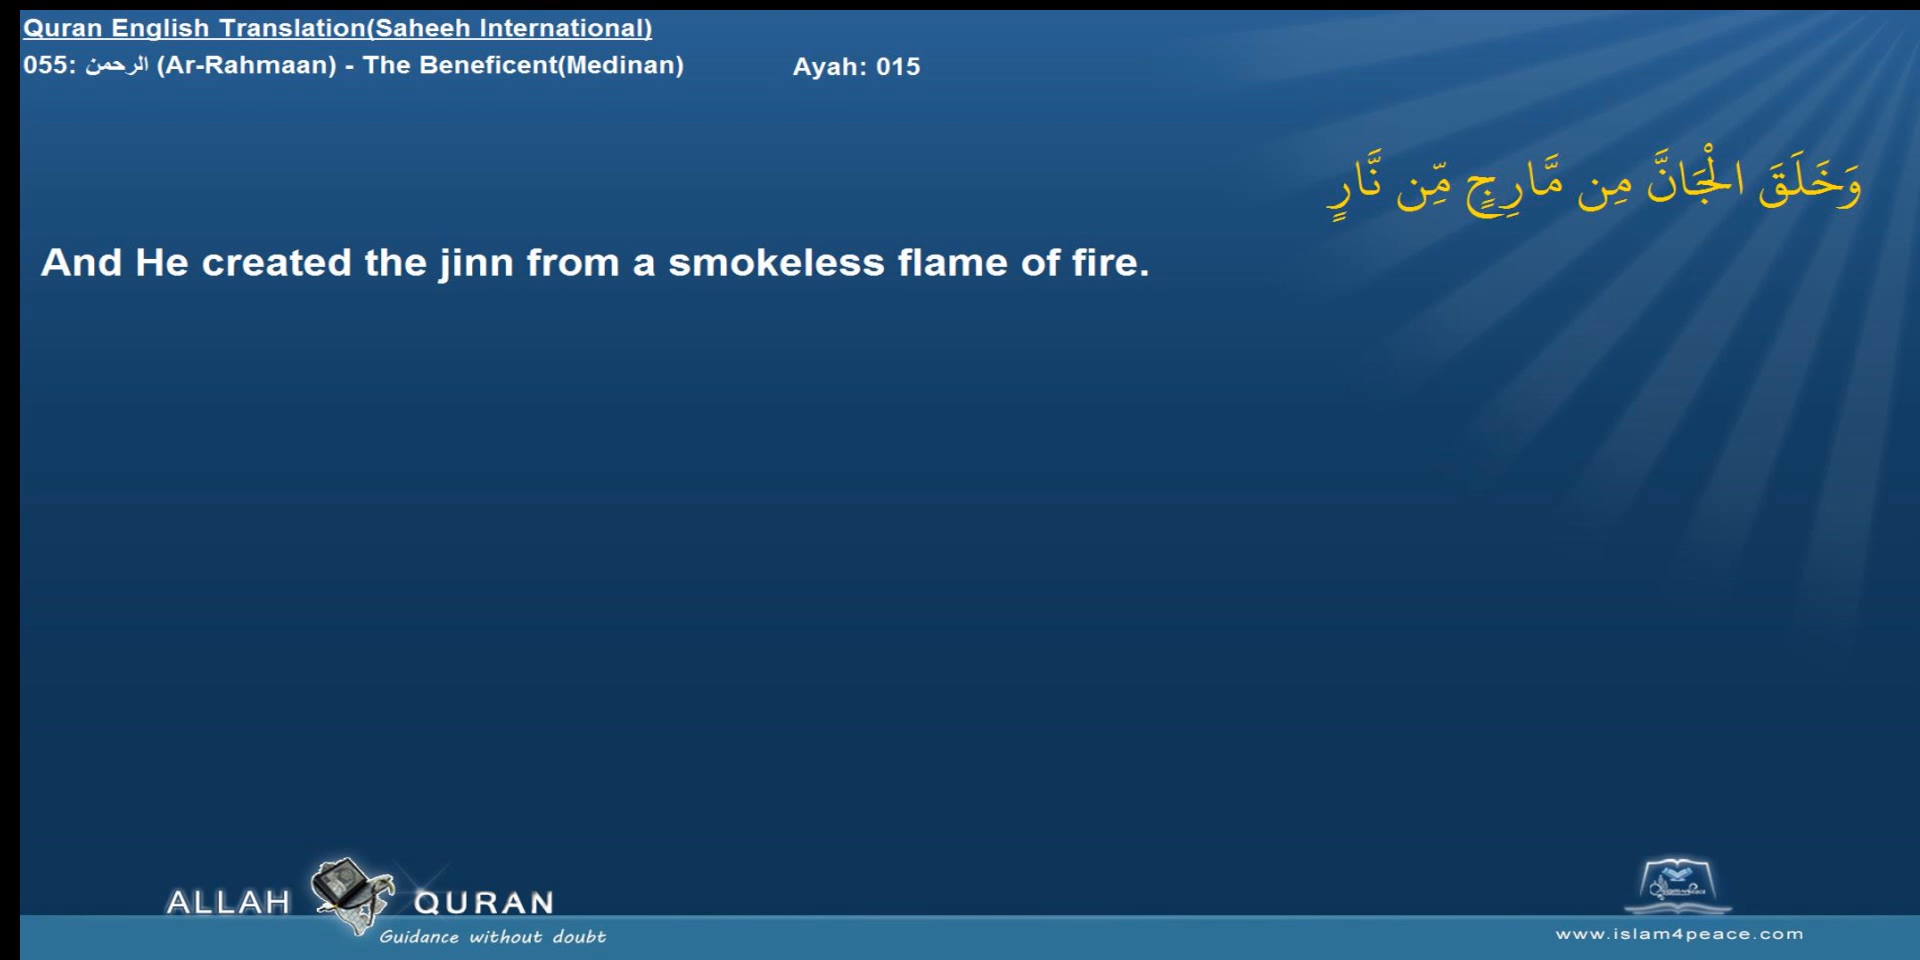 Quran English Translation(Saheeh International)
055: الرحمن (Ar-Rahmaan) - The Beneficent(Medinan) Ayah: 015
وَخَلَقَ الْجَانَّ مِن مَّارِجٍ مِّن نَّارٍ
And He created the jinn from a smokeless flame of fire.
ALLAH QURAN
Guidance without doubt
www.islam4peace.com